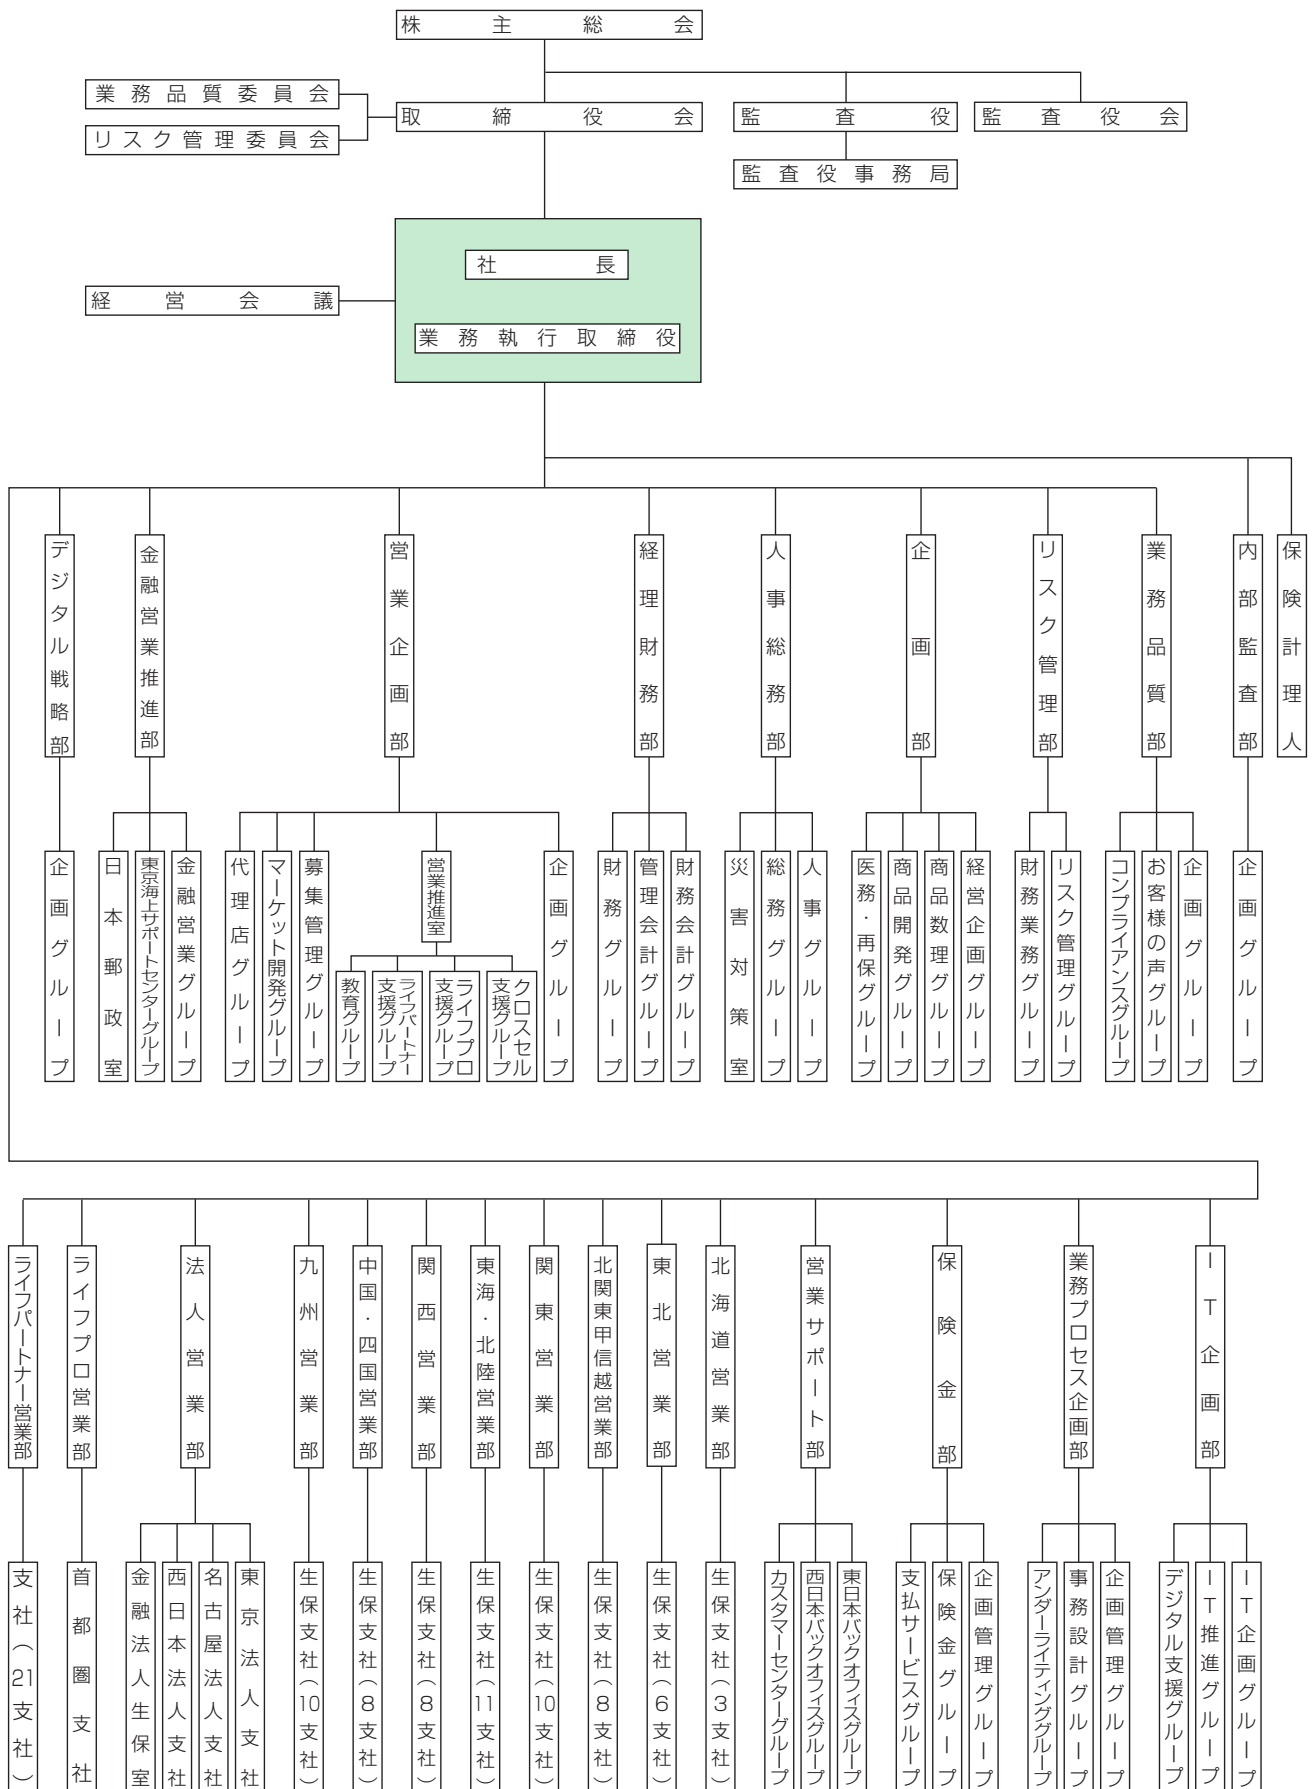 株主総会
業務品質委員会
取締役会
監査役
監査役会
リスク管理委員会
監査役事務局
社長
経営会議
業務執行取締役
デジタル戦略部
金融営業推進部
営業企画部
経理財務部
人事総務部
企画部
リスク管理部
業務品質部
内部監査部
保険計理人
企画グループ
日本郵政室
東京海上サポートセンターグループ
金融営業グループ
代理店グループ
マーケット開発グループ
募集管理グループ
営業推進室
教育グループ
ライフパートナー
支援グループ
ライフプロ
支援グループ
クロスセル
支援グループ
企画グループ
財務グループ
管理会計グループ
財務会計グループ
災害対策室
総務グループ
人事グループ
医務・再保グループ
商品開発グループ
商品数理グループ
経営企画グループ
財務業務グループ
リスク管理グループ
コンプライアンスグループ
お客様の声グループ
企画グループ
企画グループ
ライフパートナー営業部
ライフプロ営業部
法人営業部
九州営業部
中国・四国営業部
関西営業部
東海・北陸営業部
関東営業部
北関東甲信越営業部
東北営業部
北海道営業部
営業サポート部
保険金部
業務プロセス企画部
IT企画部
支社(21支社)
首都圏支社
金融法人生保室
西日本法人支社
名古屋法人支社
東京法人支社
生保支社(10支社)
生保支社(8支社)
生保支社(8支社)
生保支社(11支社)
生保支社(10支社)
生保支社(8支社)
生保支社(6支社)
生保支社(3支社)
カスタマーセンターグループ
西日本バックオフィスグループ
東日本バックオフィスグループ
支払サービスグループ
保険金グループ
企画管理グループ
アンダーライティンググループ
事務設計グループ
企画管理グループ
デジタル支援グループ
IT推進グループ
IT企画グループ